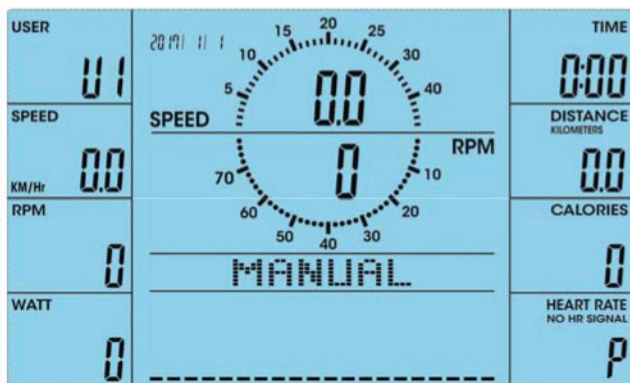 USER
U1
SPEED
KM/Hr 0.0
RPM
0
WATT
0
2017/ 1/ 1
5 10 15 20 25 30 40
SPEED 0.0
RPM
0
10 20 30 40 50 60 70
MANUAL
TIME
0:00
DISTANCE
KILOMETERS
0.0
CALORIES
0
HEART RATE
NO HR SIGNAL
P